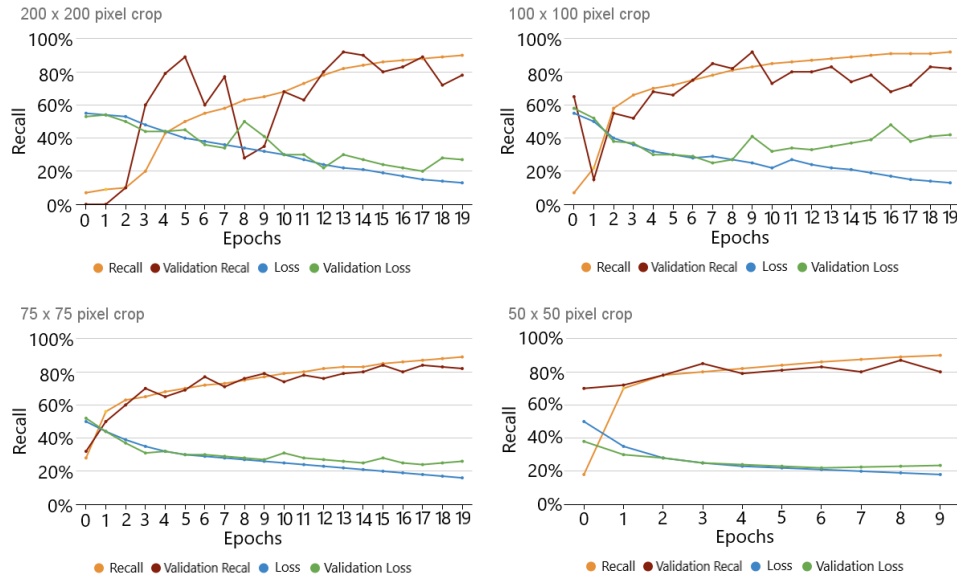 200 x 200 pixel crop
100%
80%
60%
40%
20%
0%
Recall
0 1 2 3 4 5 6 7 8 9 10 11 12 13 14 15 16 17 18 19
Epochs
Recall Validation Recal Loss Validation Loss
100 x 100 pixel crop
100%
80%
60%
40%
20%
0%
Recall
0 1 2 3 4 5 6 7 8 9 10 11 12 13 14 15 16 17 18 19
Epochs
Recall Validation Recal Loss Validation Loss
75 x 75 pixel crop
100%
80%
60%
40%
20%
0%
Recall
0 1 2 3 4 5 6 7 8 9 10 11 12 13 14 15 16 17 18 19
Epochs
Recall Validation Recal Loss Validation Loss
50 x 50 pixel crop
100%
80%
60%
40%
20%
0%
Recall
0 1 2 3 4 5 6 7 8 9
Epochs
Recall Validation Recal Loss Validation Loss